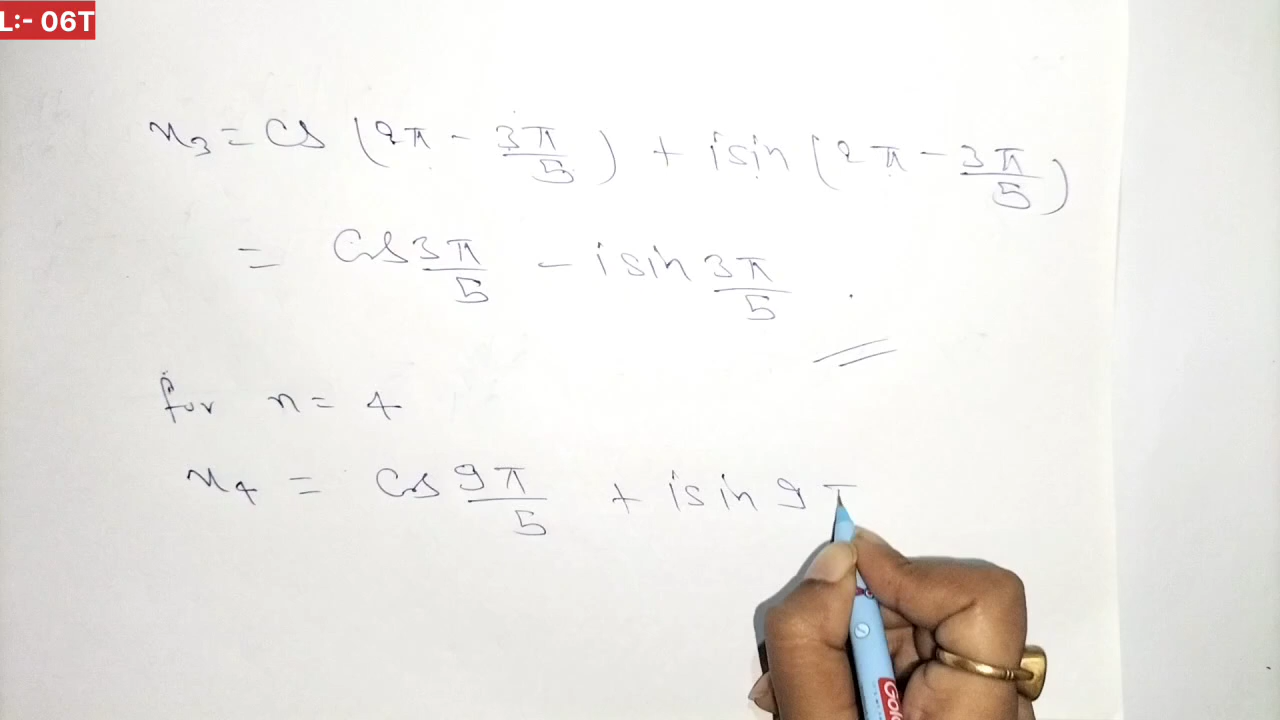 L:- 06T
x₃ = cos (2π - 3π/5) + i sin (2π - 3π/5)
= cos 3π/5 - i sin 3π/5 .
for n = 4
x₄ = cos 9π/5 + i sin 9π